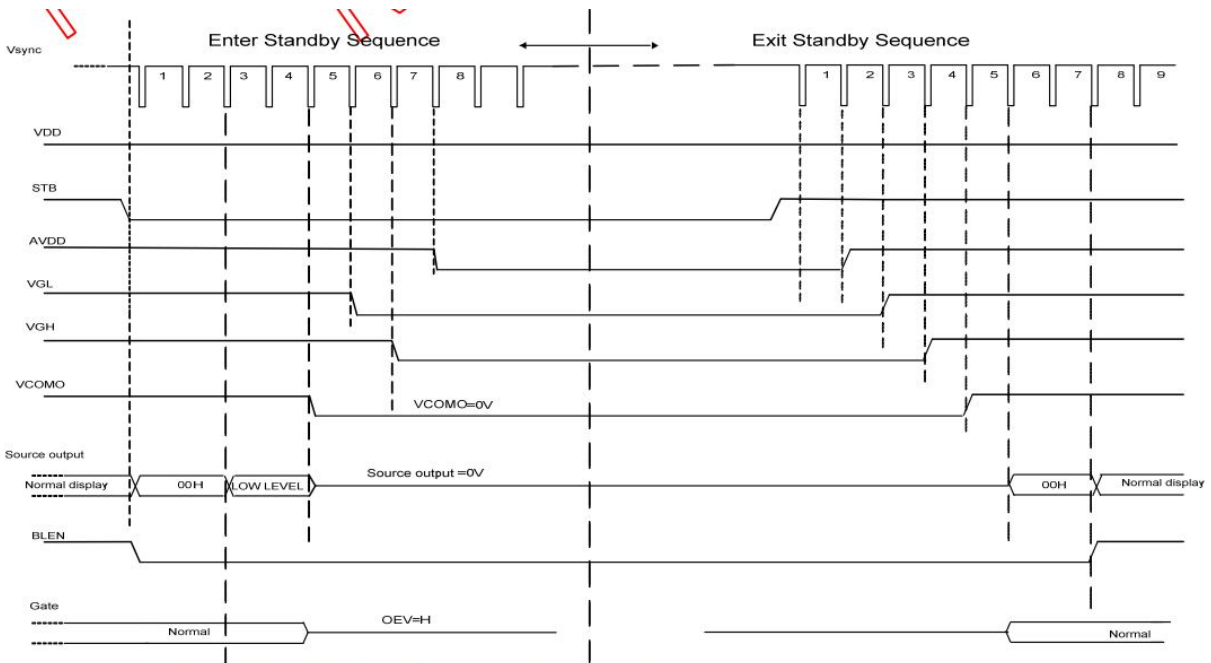 Enter Standby Sequence
Exit Standby Sequence
Vsync
1 2 3 4 5 6 7 8
1 2 3 4 5 6 7 8 9
VDD
STB
AVDD
VGL
VGH
VCOMO
VCOMO=0V
Source output
Normal display
00H
LOW LEVEL
Source output =0V
00H
Normal display
BLEN
Gate
Normal
OEV=H
Normal